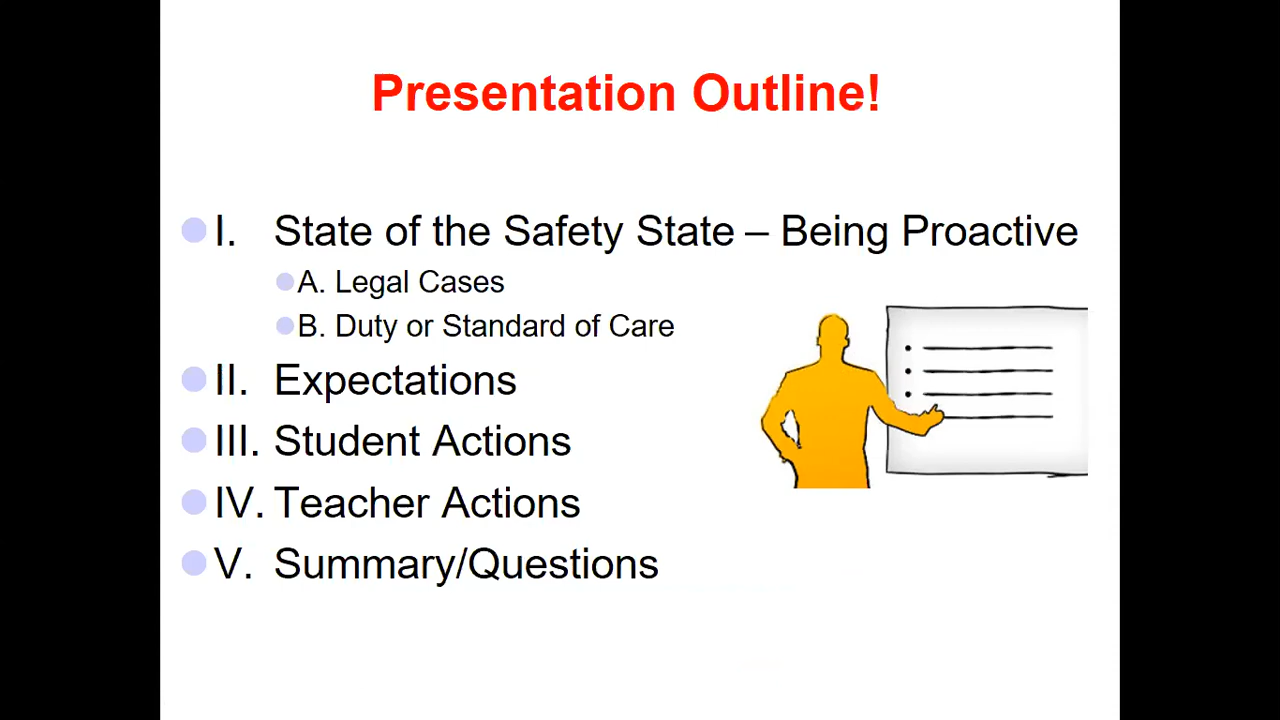 Presentation Outline!
I. State of the Safety State – Being Proactive
A. Legal Cases
B. Duty or Standard of Care
II. Expectations
III. Student Actions
IV. Teacher Actions
V. Summary/Questions